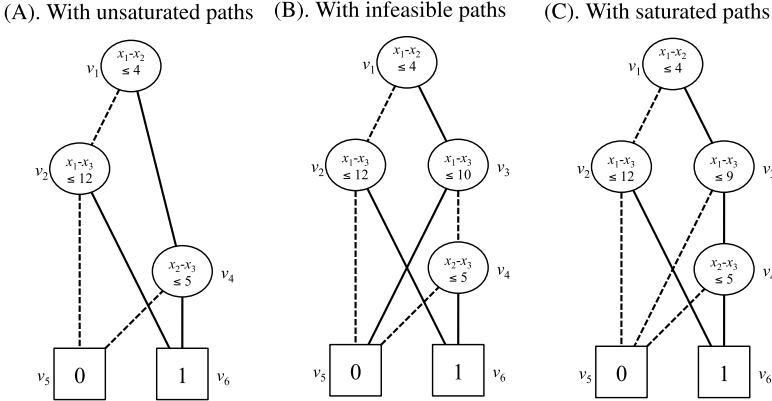 (A). With unsaturated paths
(B). With infeasible paths
(C). With saturated paths
v1
x1-x2
≤ 4
v2
x1-x3
≤ 12
x2-x3
≤ 5
v4
v5
0
1
v6
v1
x1-x2
≤ 4
v2
x1-x3
≤ 12
x1-x3
≤ 10
v3
x2-x3
≤ 5
v4
v5
0
1
v6
v1
x1-x2
≤ 4
v2
x1-x3
≤ 12
x1-x3
≤ 9
x2-x3
≤ 5
v5
0
1
v6